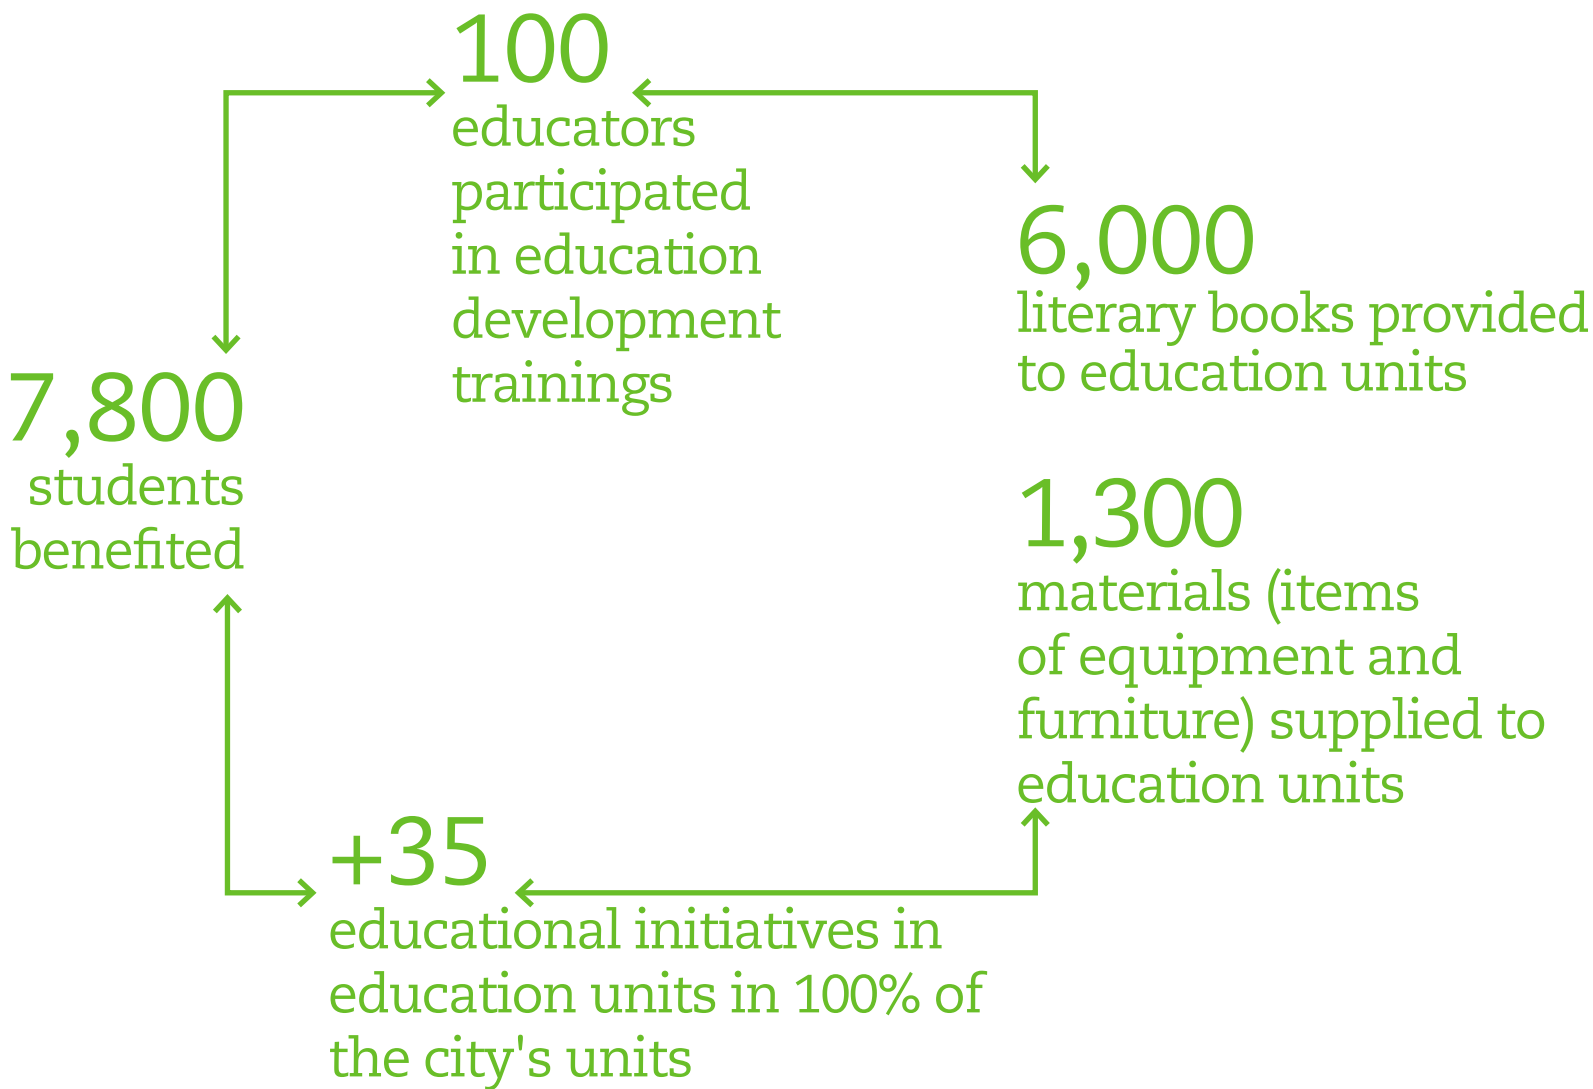 100
educators
participated
in education
development
trainings
6,000
literary books provided
to education units
7,800
students
benefited
1,300
materials (items
of equipment and
furniture) supplied to
education units
+35
educational initiatives in
education units in 100% of
the city's units